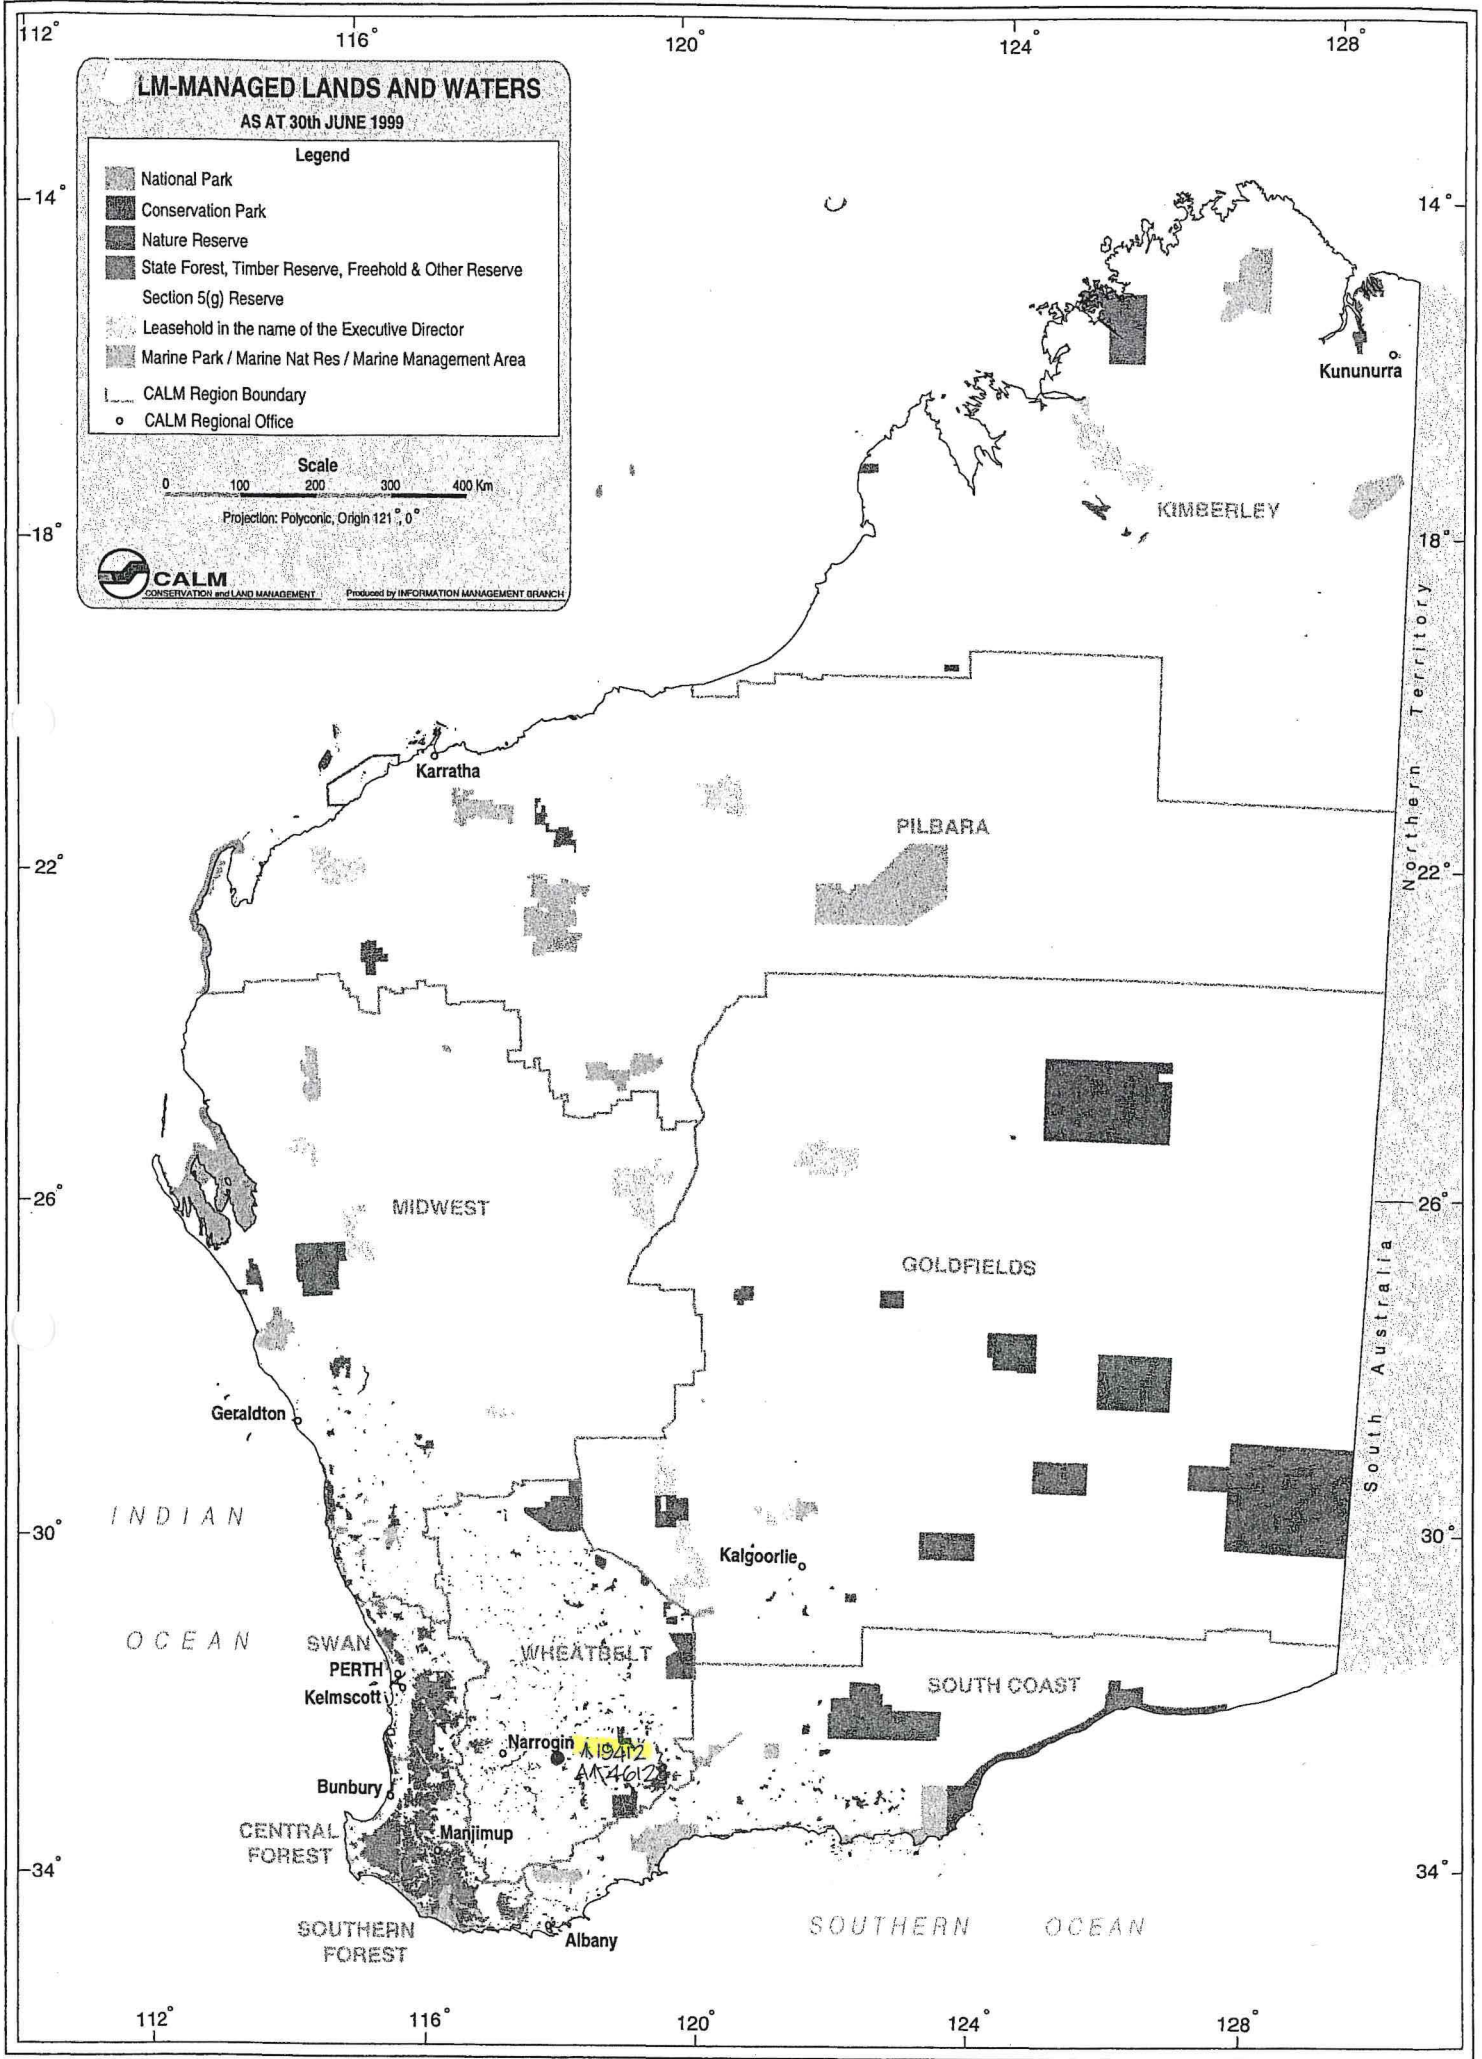 112° 116° 120° 124° 128°
LM-MANAGED LANDS AND WATERS
AS AT 30th JUNE 1999
Legend
National Park
Conservation Park
Nature Reserve
State Forest, Timber Reserve, Freehold & Other Reserve
Section 5(g) Reserve
Leasehold in the name of the Executive Director
Marine Park / Marine Nat Res / Marine Management Area
CALM Region Boundary
CALM Regional Office
Scale
0 100 200 300 400 Km
Projection: Polyconic, Origin 121°, 0°
CALM
CONSERVATION and LAND MANAGEMENT Produced by INFORMATION MANAGEMENT BRANCH
14° 14°
Kununurra
KIMBERLEY
18° 18°
Northern Territory
Karratha
PILBARA
22° 22°
26° 26°
MIDWEST
GOLDFIELDS
South Australia
Geraldton
INDIAN
30° 30°
Kalgoorlie
OCEAN
SWAN
WHEATBELT
PERTH
Kelmscott
SOUTH COAST
Narrogin
Bunbury
CENTRAL
FOREST
Manjimup
34° 34°
SOUTHERN
FOREST
Albany
SOUTHERN OCEAN
112° 116° 120° 124° 128°